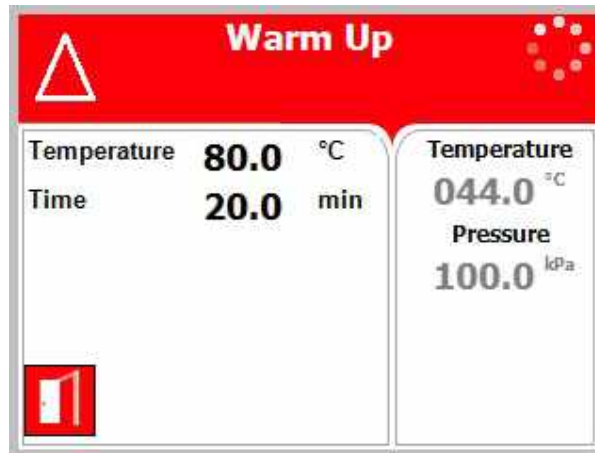 Warm Up
Temperature 80.0 °C
Time 20.0 min
Temperature
044.0 °C
Pressure
100.0 kPa